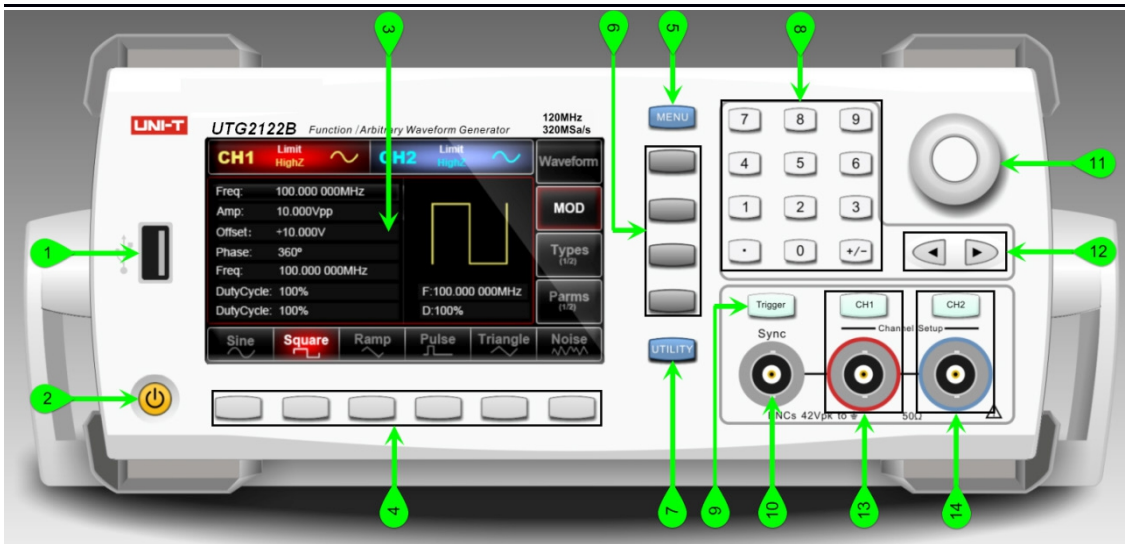 3
6
5
8
UNI-T
UTG2122B Function /Arbitrary Waveform Generator
120MHz
320MSa/s
CH1 Limit
HighZ
CH2 Limit
HighZ
Waveform
MOD
Types
(1/2)
Parms
(1/2)
Freq: 100.000 000MHz
Amp: 10.000Vpp
Offset: +10.000V
Phase: 360º
Freq: 100.000 000MHz
DutyCycle: 100%
DutyCycle: 100%
F:100.000 000MHz
D:100%
Sine Square Ramp Pulse Triangle Noise
MENU
UTILITY
7 8 9
4 5 6
1 2 3
· 0 +/−
11
12
1
2
Trigger CH1 CH2
Sync
Channel Setup
BNCs 42Vpk to
50Ω
4
7
9
10
13
14